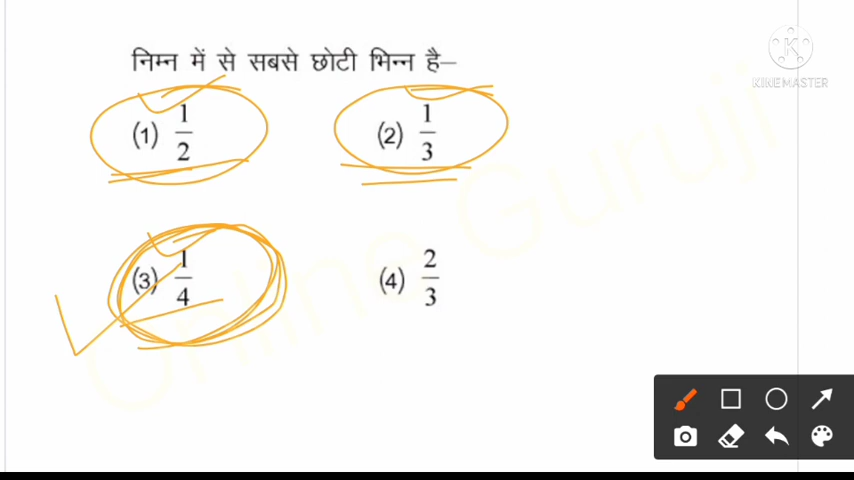 निम्न में से सबसे छोटी भिन्न है–
(1) 1/2 (2) 1/3
(3) 1/4 (4) 2/3
KINEMASTER
Online Guruji